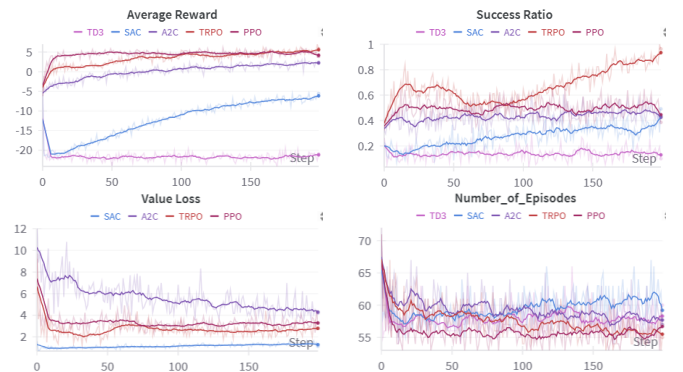 Average Reward
TD3 SAC A2C TRPO PPO
5
0
-5
-10
-15
-20
Step
0 50 100 150
Success Ratio
TD3 SAC A2C TRPO PPO
1
0.8
0.6
0.4
0.2
Step
0 50 100 150
Value Loss
SAC A2C TRPO PPO
12
10
8
6
4
2
Step
0 50 100 150
Number_of_Episodes
TD3 SAC A2C TRPO PPO
70
65
60
55
Step
0 50 100 150